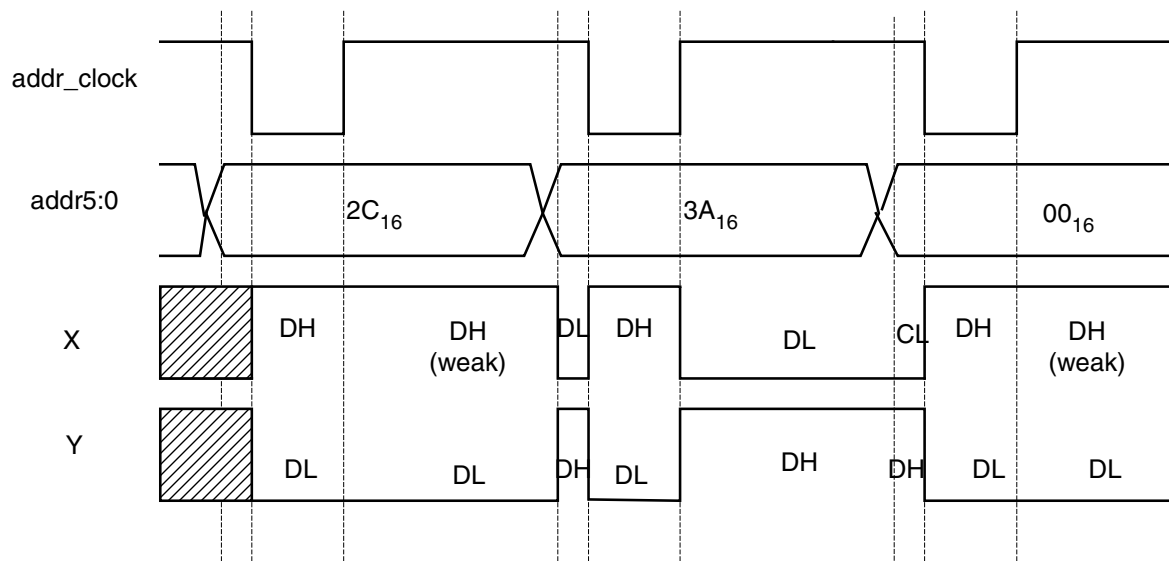 addr_clock
addr5:0
2C16
3A16
0016
X
DH
DH
(weak)
DL
DH
DL
CL
DH
DH
(weak)
Y
DL
DL
DH
DL
DH
DH
DL
DL